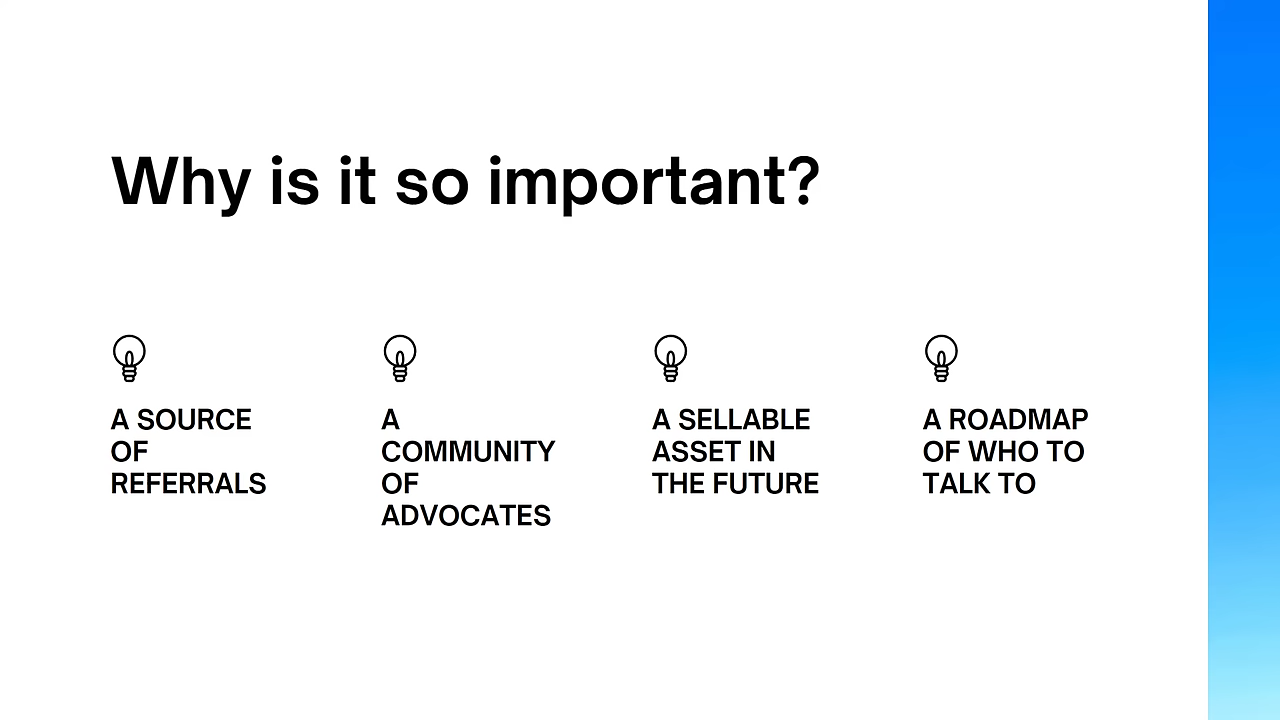 Why is it so important?
A SOURCE
OF
REFERRALS
A
COMMUNITY
OF
ADVOCATES
A SELLABLE
ASSET IN
THE FUTURE
A ROADMAP
OF WHO TO
TALK TO